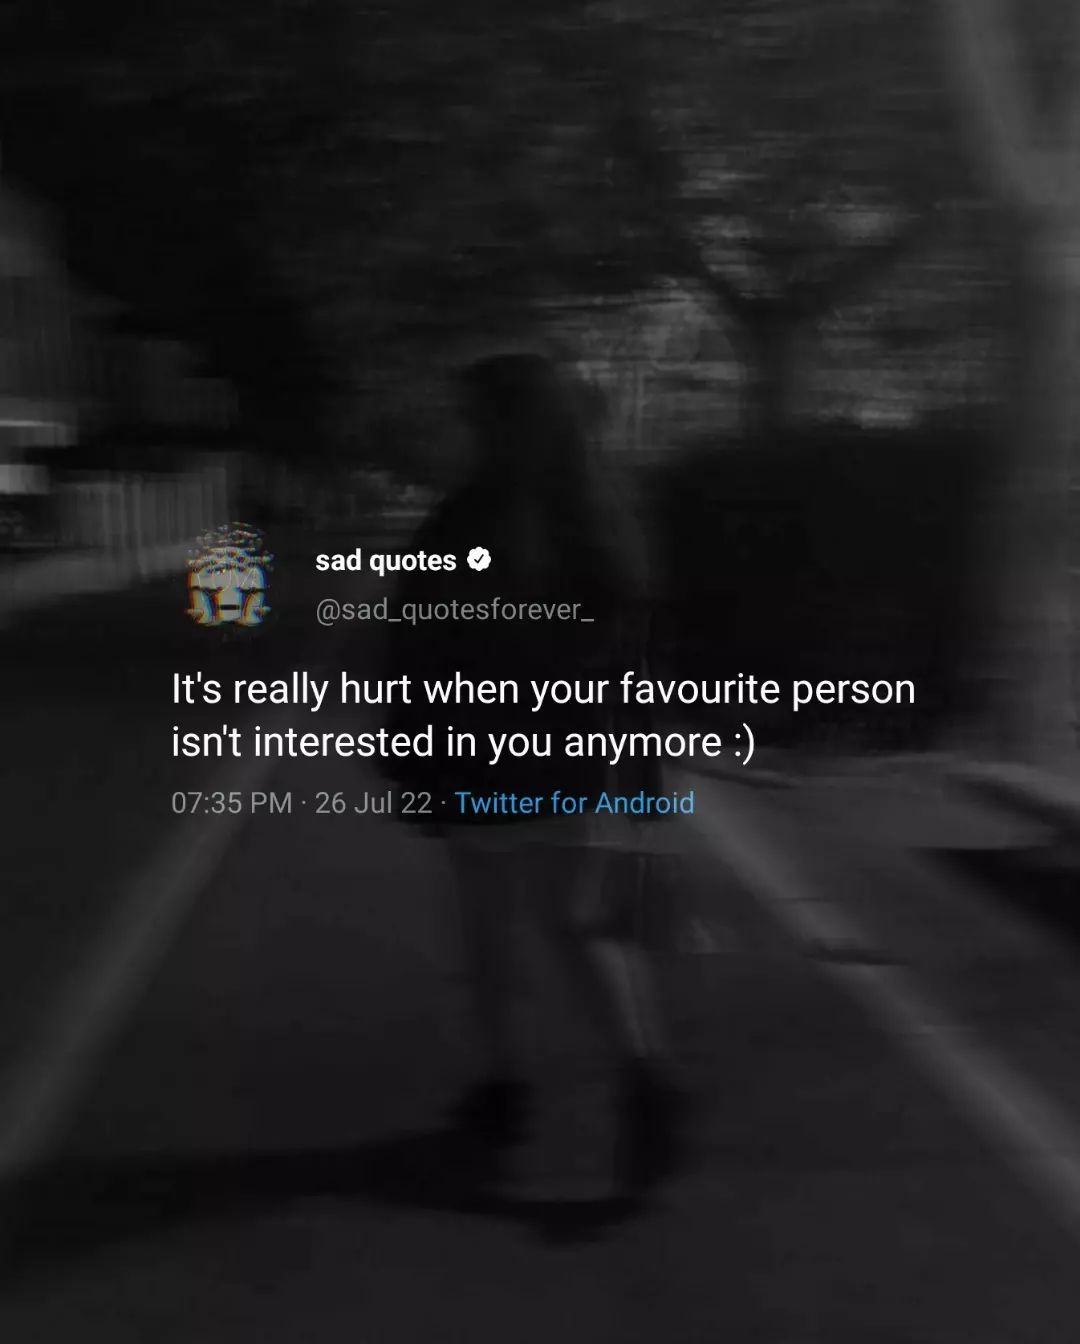 sad quotes
@sad_quotesforever_
It's really hurt when your favourite person
isn't interested in you anymore :)
07:35 PM · 26 Jul 22 · Twitter for Android